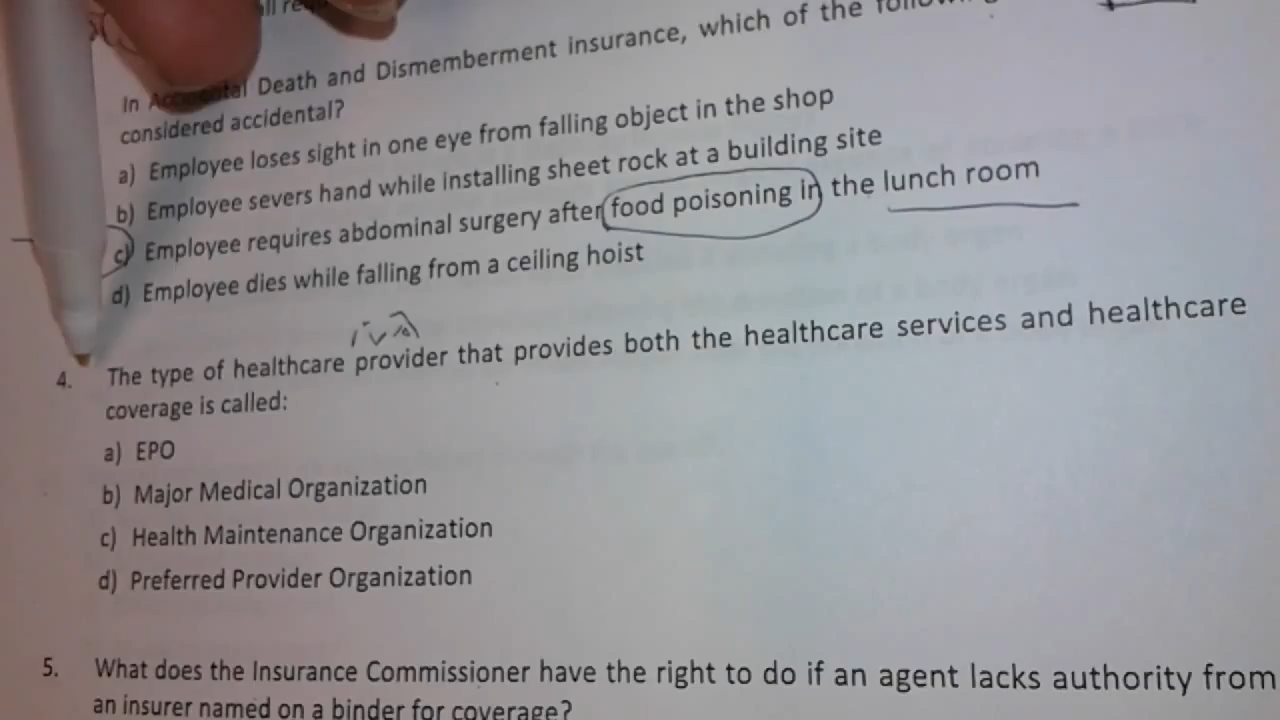 In Death and Dismemberment insurance, which of the
considered accidental?
a) Employee loses sight in one eye from falling object in the shop
b) Employee severs hand while installing sheet rock at a building site
c) Employee requires abdominal surgery after food poisoning in the lunch room
d) Employee dies while falling from a ceiling hoist
4. The type of healthcare provider that provides both the healthcare services and healthcare
coverage is called:
a) EPO
b) Major Medical Organization
c) Health Maintenance Organization
d) Preferred Provider Organization
5. What does the Insurance Commissioner have the right to do if an agent lacks authority from
an insurer named on a binder for coverage?